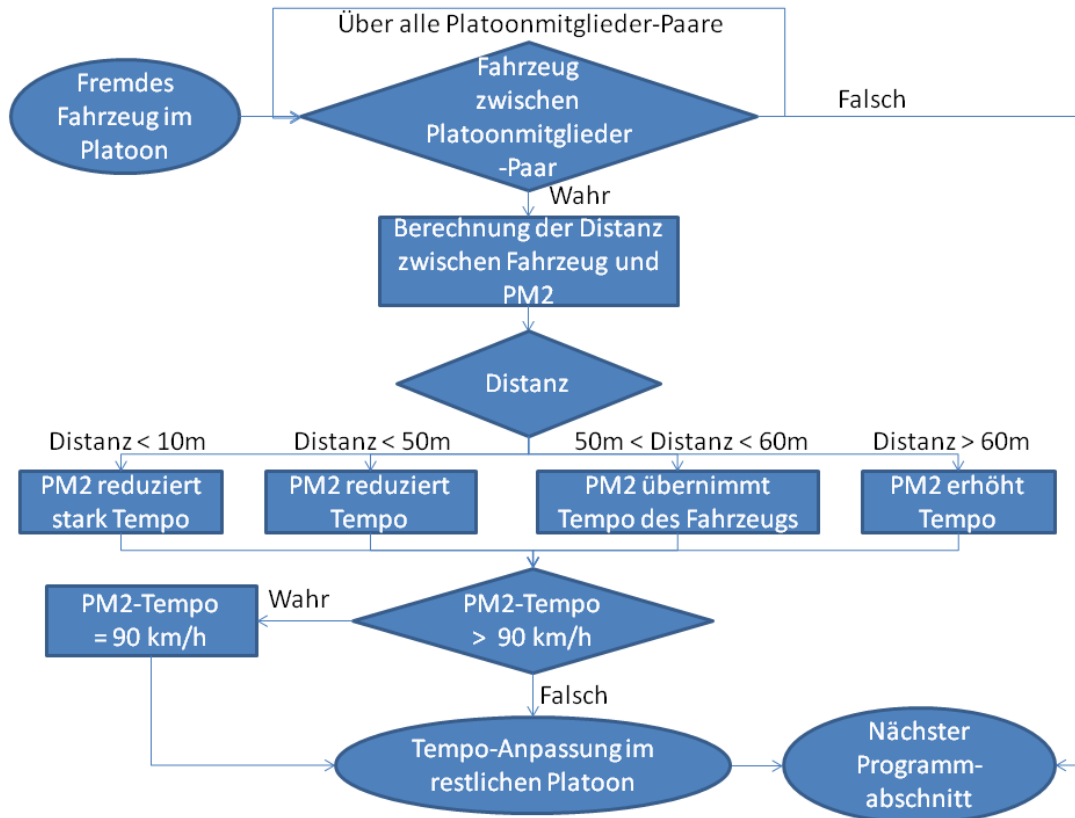 Über alle Platoonmitglieder-Paare
Fremdes
Fahrzeug im
Platoon
Fahrzeug
zwischen
Platoonmitglieder
-Paar
Falsch
Wahr
Berechnung der Distanz
zwischen Fahrzeug und
PM2
Distanz
Distanz < 10m
Distanz < 50m
50m < Distanz < 60m
Distanz > 60m
PM2 reduziert
stark Tempo
PM2 reduziert
Tempo
PM2 übernimmt
Tempo des Fahrzeugs
PM2 erhöht
Tempo
PM2-Tempo
= 90 km/h
Wahr
PM2-Tempo
> 90 km/h
Falsch
Tempo-Anpassung im
restlichen Platoon
Nächster
Programm-
abschnitt